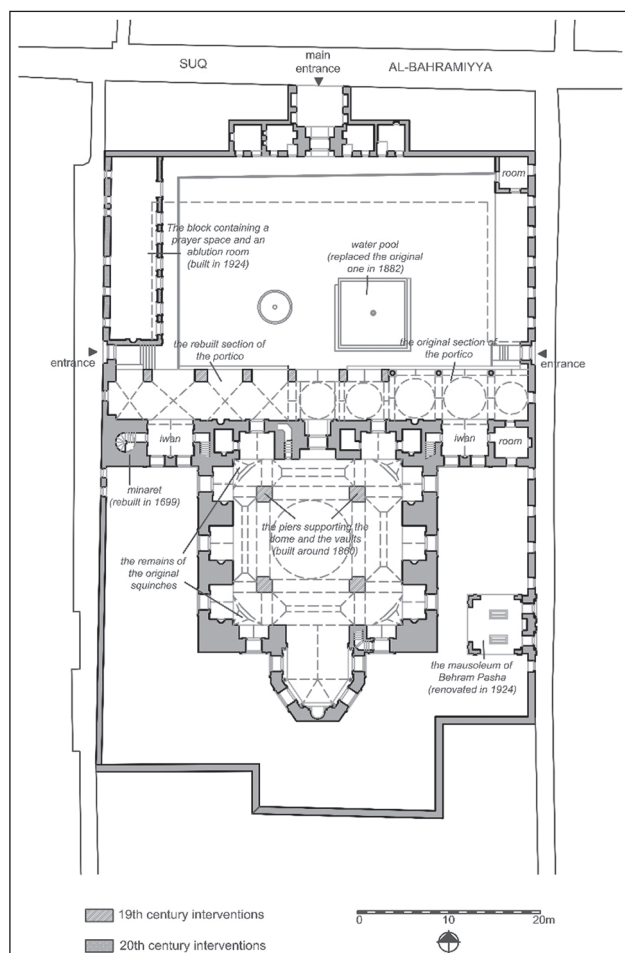 SUQ
main
entrance
AL-BAHRAMIYYA
room
The block containing a
prayer space and an
ablution room
(built in 1924)
water pool
(replaced the original
one in 1882)
entrance
the rebuilt section of
the portico
the original section of
the portico
entrance
iwan
iwan
room
minaret
(rebuilt in 1699)
the piers supporting the
dome and the vaults
(built around 1860)
the remains of
the original
squinches
the mausoleum of
Behram Pasha
(renovated in 1924)
19th century interventions
20th century interventions
0
10
20m